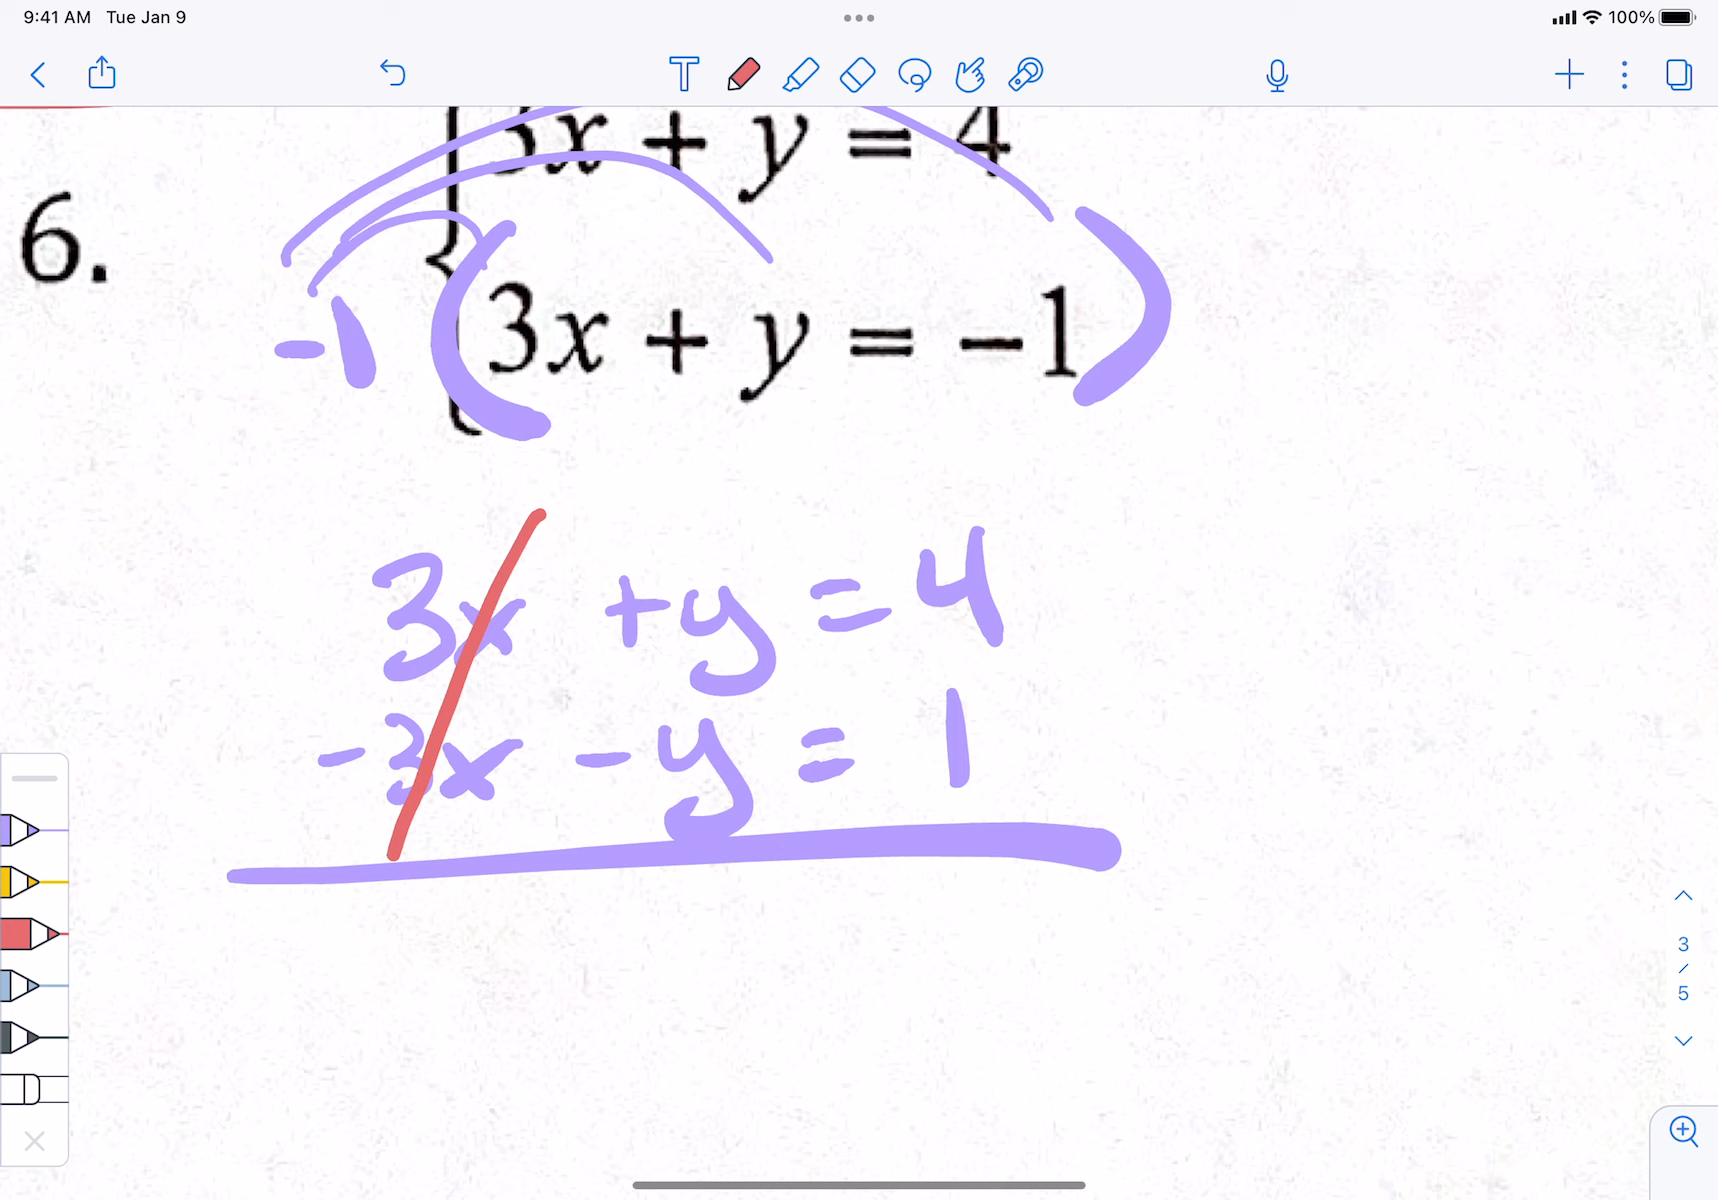 9:41 AM Tue Jan 9
100%
3x + y = 4
6.
-1 ( 3x + y = -1 )
3x + y = 4
-3x - y = 1
3
/
5